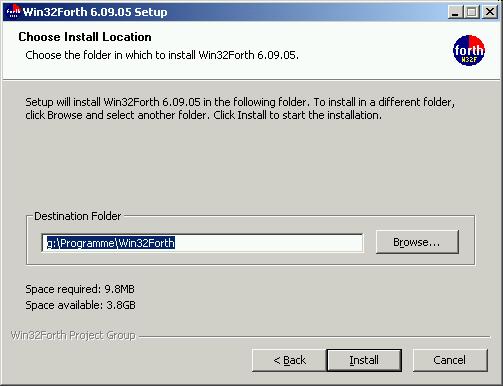 Win32Forth 6.09.05 Setup
Choose Install Location
Choose the folder in which to install Win32Forth 6.09.05.
forth
W32F
Setup will install Win32Forth 6.09.05 in the following folder. To install in a different folder,
click Browse and select another folder. Click Install to start the installation.
Destination Folder
g:\Programme\Win32Forth
Browse...
Space required: 9.8MB
Space available: 3.8GB
Win32Forth Project Group
< Back
Install
Cancel